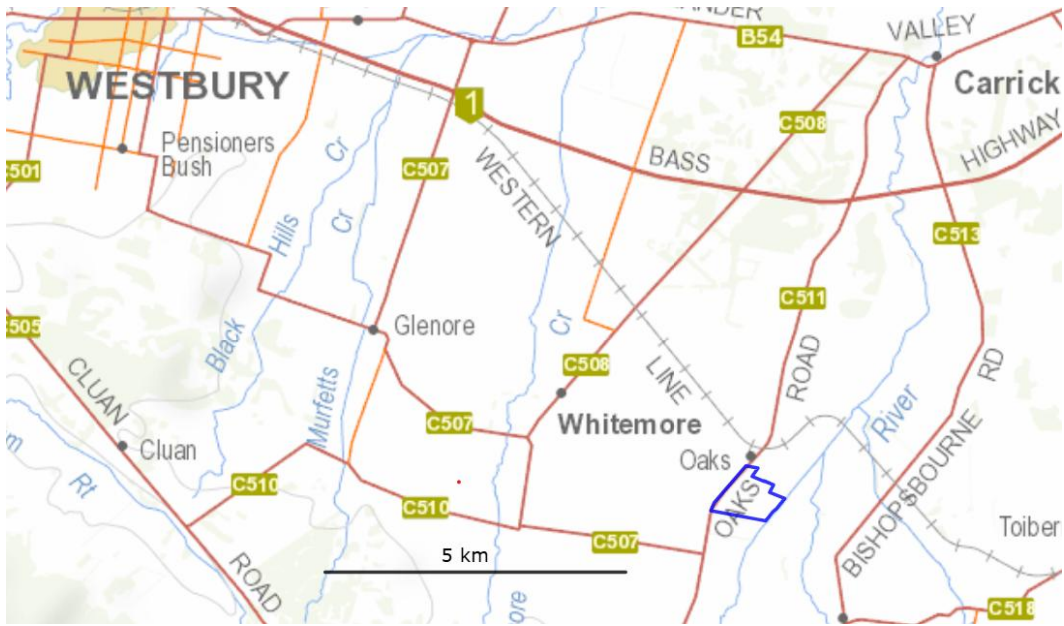 ANDER
B54
VALLEY
WESTBURY
1
Carrick
Pensioners
Bush
C508
BASS
HIGHWAY
C501
C507
WESTERN
Cr
Cr
Hills
C513
C511
C505
Glenore
Cr
Black
CLUAN
C508
LINE
ROAD
RD
Whitemore
River
Murfetts
C507
Cluan
Oaks
m
Rt
C510
C510
OAKS
BISHOPSBOURNE
Toiber
C507
5 km
ROAD
ore
C518